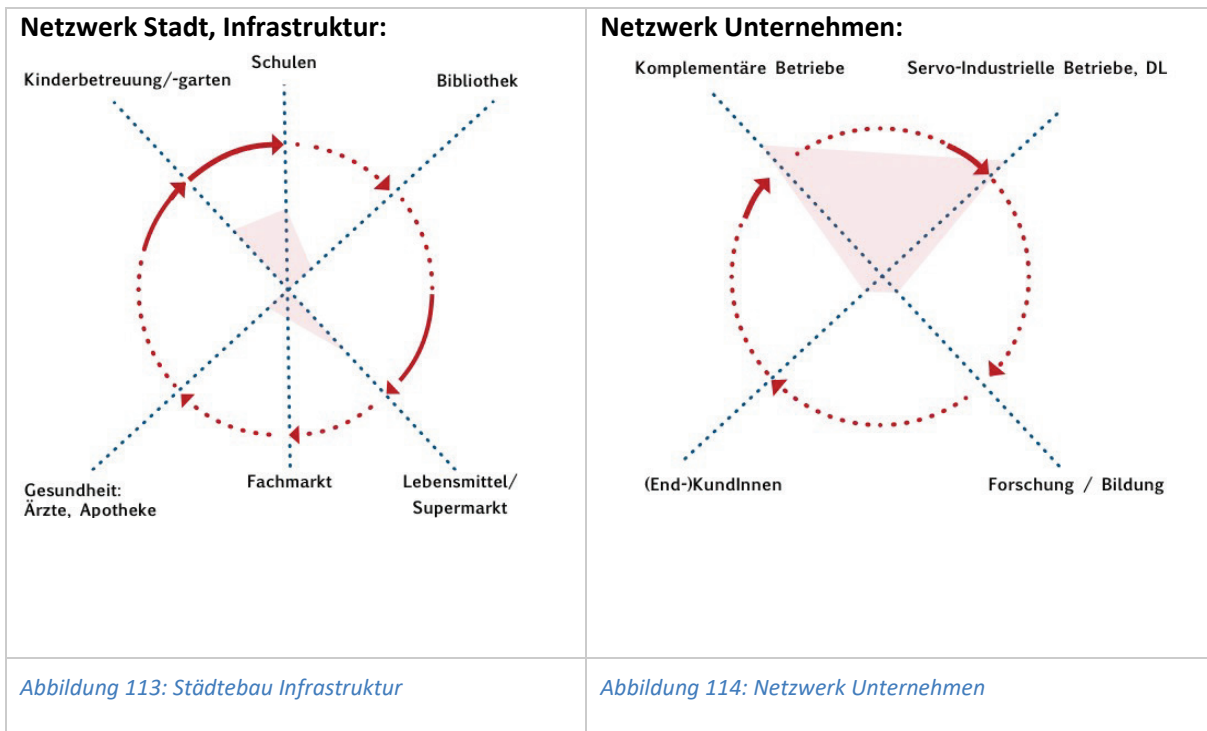 Netzwerk Stadt, Infrastruktur:
Schulen
Kinderbetreuung/-garten
Bibliothek
Gesundheit:
Ärzte, Apotheke
Fachmarkt
Lebensmittel/
Supermarkt
Abbildung 113: Städtebau Infrastruktur
Netzwerk Unternehmen:
Komplementäre Betriebe
Servo-Industrielle Betriebe, DL
(End-)KundInnen
Forschung / Bildung
Abbildung 114: Netzwerk Unternehmen